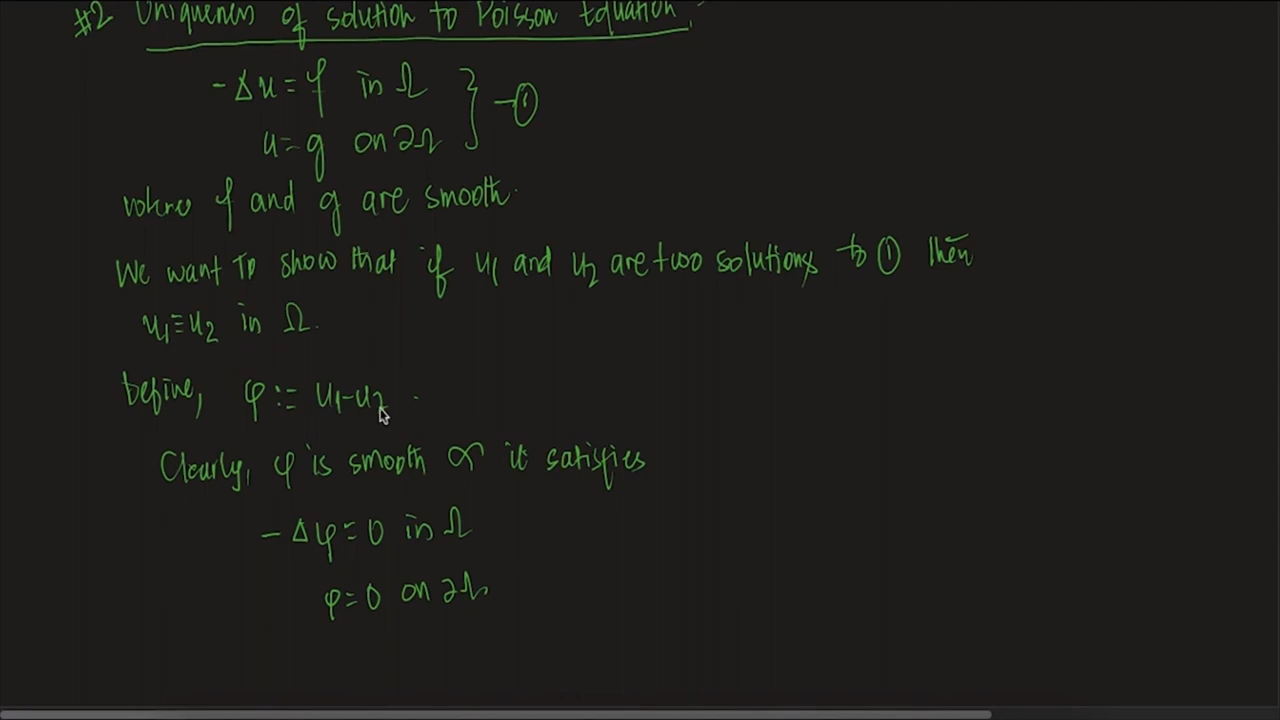 #2 Uniqueness of solution to Poisson Equation.
-Δu = f in Ω
u = g on ∂Ω } -①
where f and g are smooth.
We want to show that if u₁ and u₂ are two solutions to ① then
u₁ ≡ u₂ in Ω.
Define, φ := u₁-u₂.
Clearly, φ is smooth & it satisfies
-Δφ = 0 in Ω
φ = 0 on ∂Ω